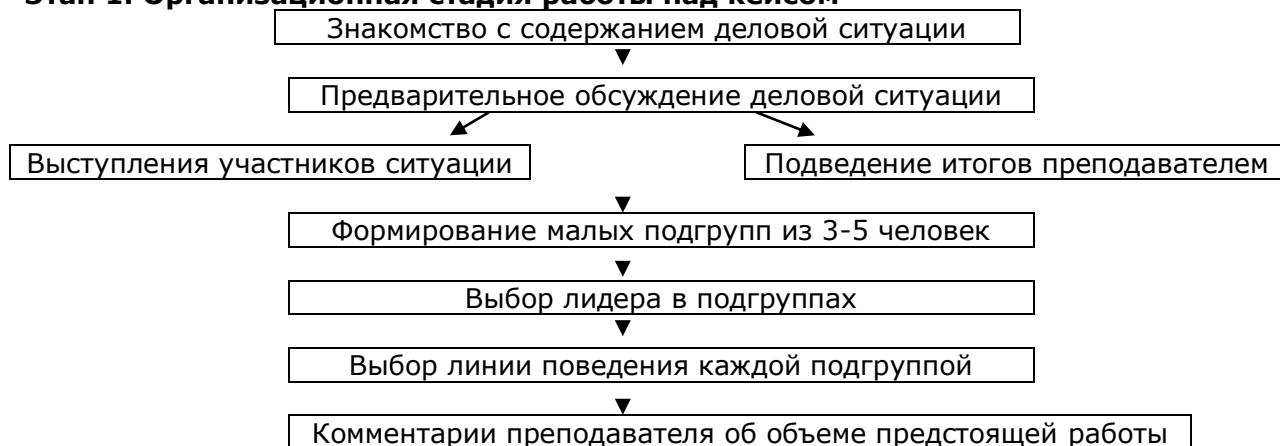 Этап 1. Организационная стадия работы над кейсом
Знакомство с содержанием деловой ситуации
Предварительное обсуждение деловой ситуации
Выступления участников ситуации
Подведение итогов преподавателем
Формирование малых подгрупп из 3-5 человек
Выбор лидера в подгруппах
Выбор линии поведения каждой подгруппой
Комментарии преподавателя об объеме предстоящей работы